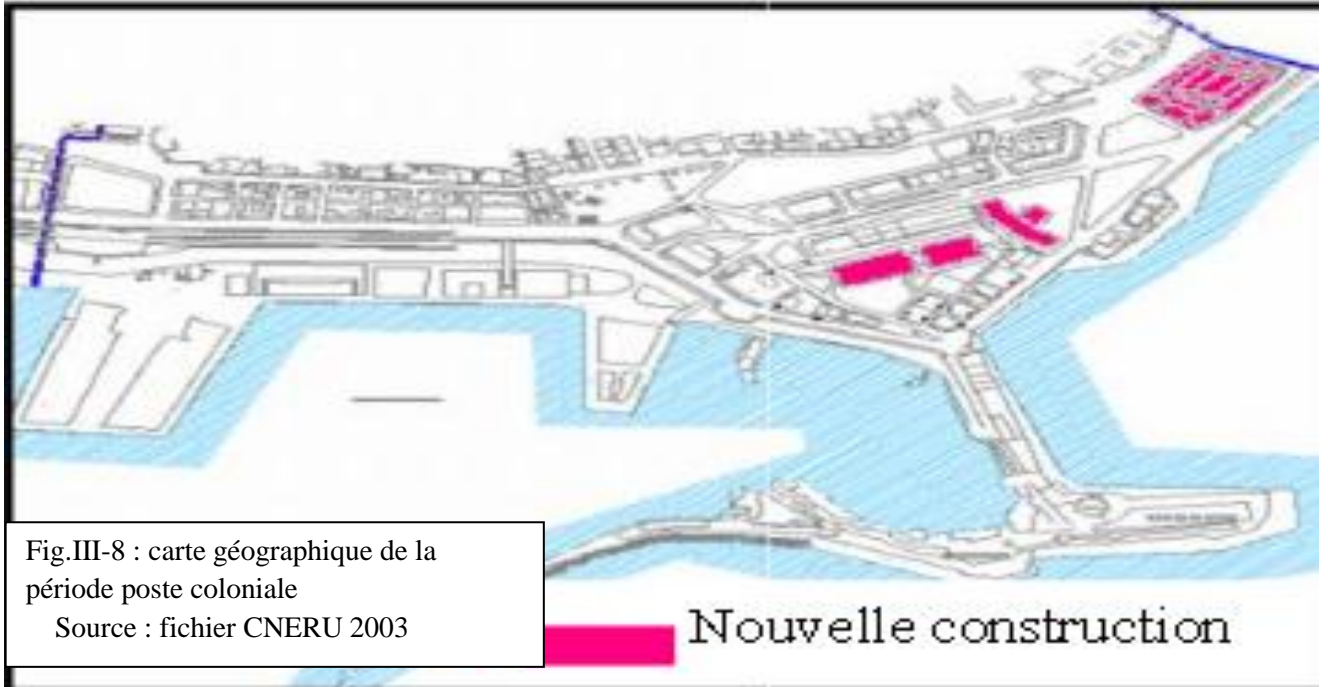 Fig.III-8 : carte géographique de la
période poste coloniale
Source : fichier CNERU 2003
Nouvelle construction